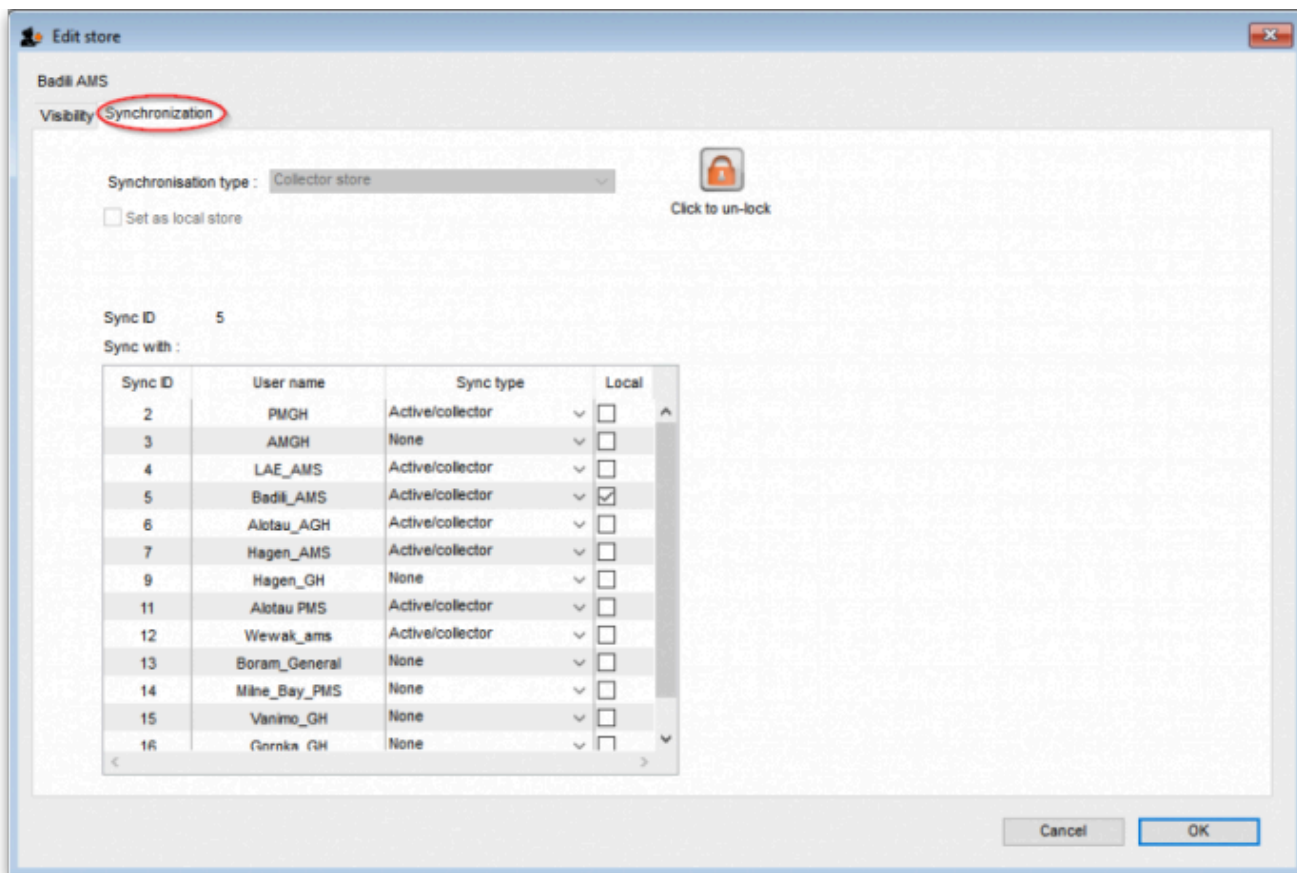 Edit store
Badili AMS
Visibility Synchronization
Synchronisation type : Collector store
Set as local store
Click to un-lock
Sync ID 5
Sync with :
Sync ID User name Sync type Local
2 PMGH Active/collector
3 AMGH None
4 LAE_AMS Active/collector
5 Badili_AMS Active/collector
6 Alotau_AGH Active/collector
7 Hagen_AMS Active/collector
9 Hagen_GH None
11 Alotau PMS Active/collector
12 Wewak_ams Active/collector
13 Boram_General None
14 Milne_Bay_PMS None
15 Vanimo_GH None
16 Gornka_GH None
Cancel OK